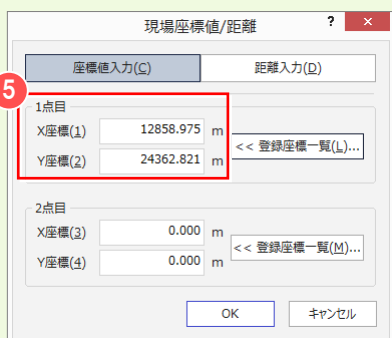 現場座標値/距離 ? ×
座標値入力(C) 距離入力(D)
5
1点目
X座標(1) 12858.975 m
<< 登録座標一覧(L)...
Y座標(2) 24362.821 m
2点目
X座標(3) 0.000 m
<< 登録座標一覧(M)...
Y座標(4) 0.000 m
OK キャンセル